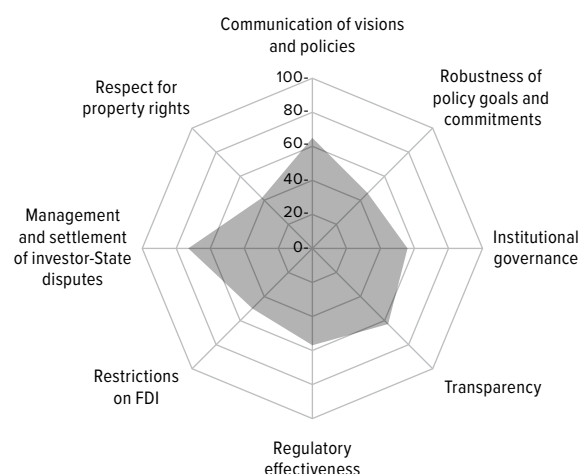 Communication of visions
and policies
Robustness of
policy goals and
commitments
Institutional
governance
Transparency
Regulatory
effectiveness
Restrictions
on FDI
Management
and settlement
of investor-State
disputes
Respect for
property rights
100-
80-
60-
40-
20-
0-